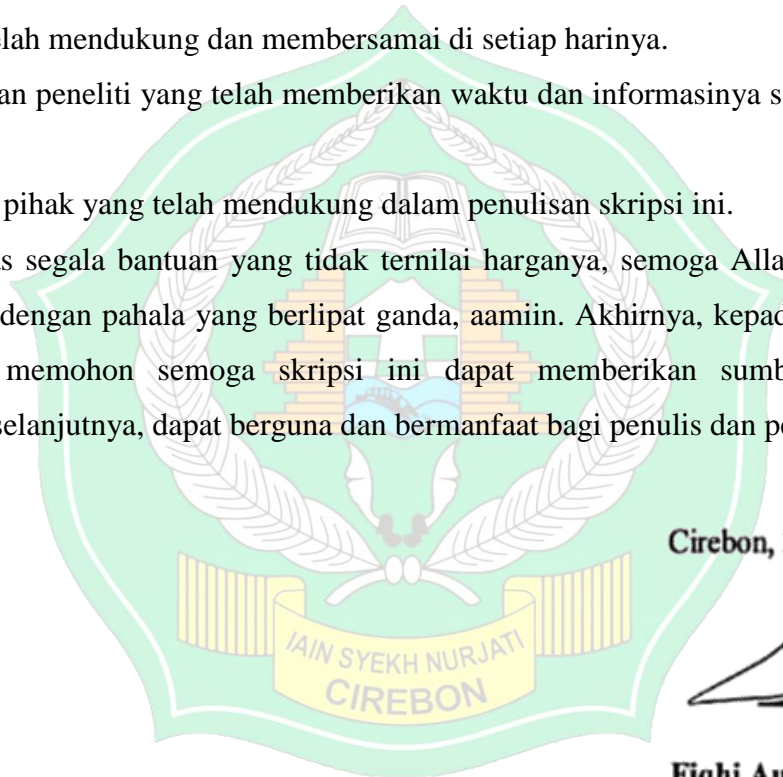 elah mendukung dan membersamai di setiap harinya.
an peneliti yang telah memberikan waktu dan informasinya s
pihak yang telah mendukung dalam penulisan skripsi ini.
s segala bantuan yang tidak ternilai harganya, semoga Alla
dengan pahala yang berlipat ganda, aamiin. Akhirnya, kepad
memohon semoga skripsi ini dapat memberikan sumb
selanjutnya, dapat berguna dan bermanfaat bagi penulis dan pe
Cirebon,
IAIN SYEKH NURJATI
CIREBON